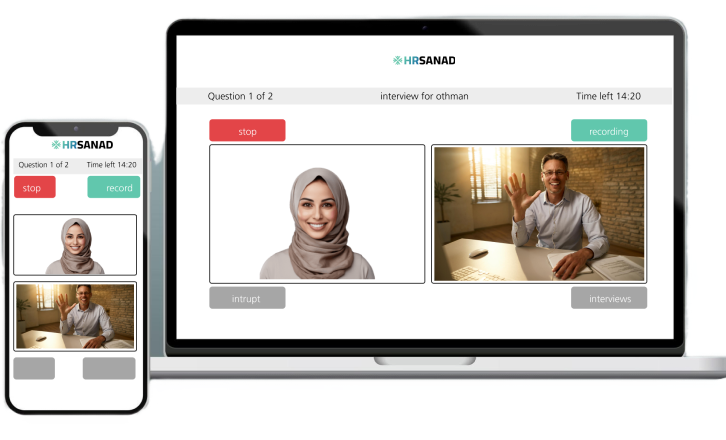 HRSANAD
Question 1 of 2 interview for othman Time left 14:20
stop recording
intrupt interviews
HRSANAD
Question 1 of 2 Time left 14:20
stop record